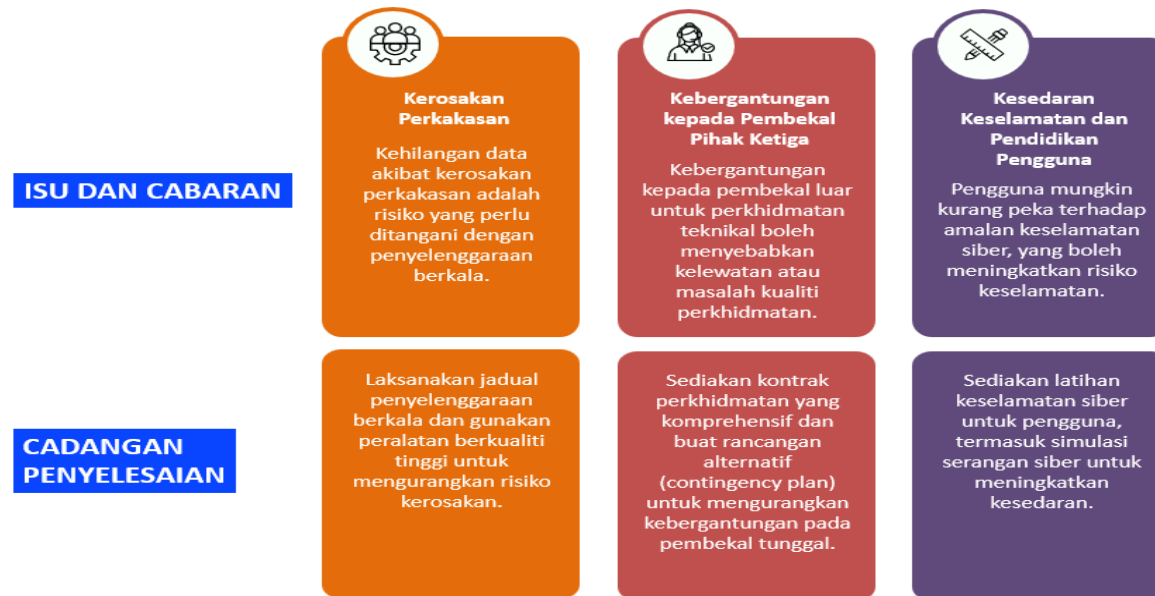 ISU DAN CABARAN
Kerosakan
Perkakasan
Kehilangan data
akibat kerosakan
perkakasan adalah
risiko yang perlu
ditangani dengan
penyelenggaraan
berkala.
Kebergantungan
kepada Pembekal
Pihak Ketiga
Kebergantungan
kepada pembekal luar
untuk perkhidmatan
teknikal boleh
menyebabkan
kelewatan atau
masalah kualiti
perkhidmatan.
Kesedaran
Keselamatan dan
Pendidikan
Pengguna
Pengguna mungkin
kurang peka terhadap
amalan keselamatan
siber, yang boleh
meningkatkan risiko
keselamatan.
CADANGAN
PENYELESAIAN
Laksanakan jadual
penyelenggaraan
berkala dan gunakan
peralatan berkualiti
tinggi untuk
mengurangkan risiko
kerosakan.
Sediakan kontrak
perkhidmatan yang
komprehensif dan
buat rancangan
alternatif
(contingency plan)
untuk mengurangkan
kebergantungan pada
pembekal tunggal.
Sediakan latihan
keselamatan siber
untuk pengguna,
termasuk simulasi
serangan siber untuk
meningkatkan
kesedaran.